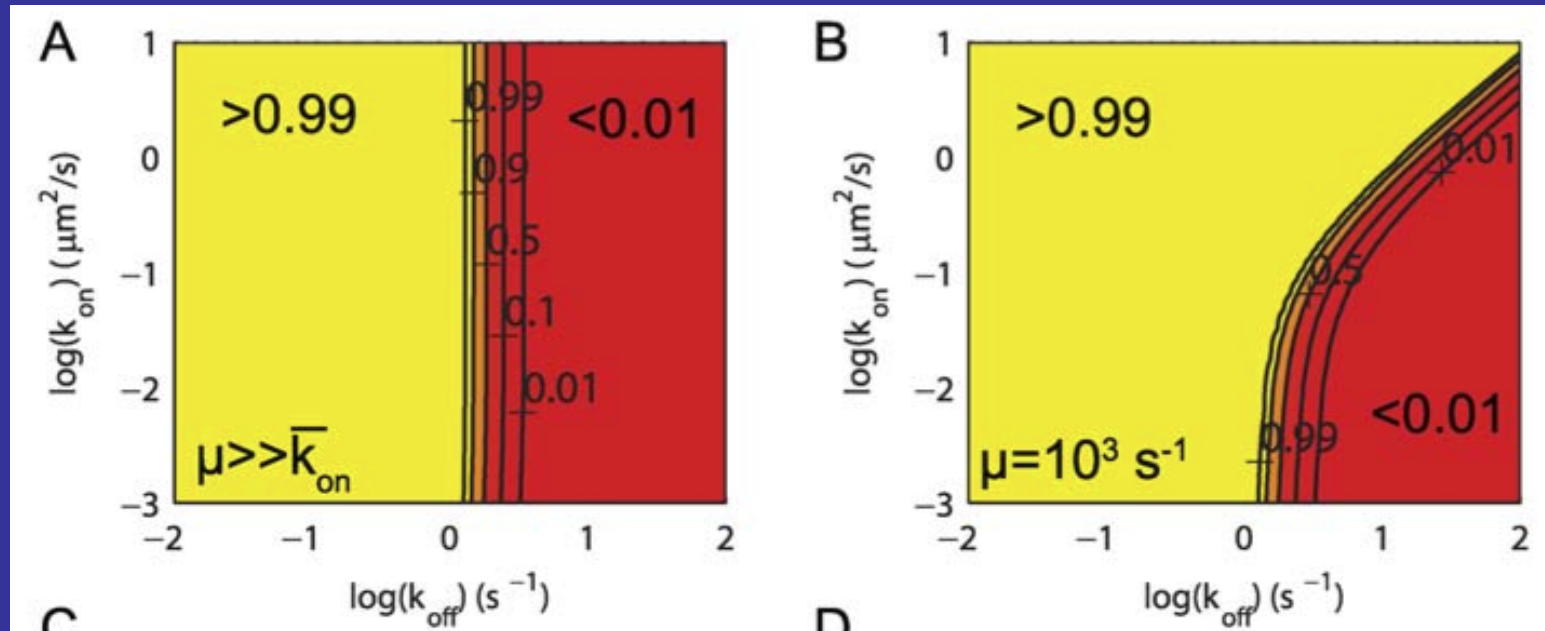 A
1
0
−1
−2
−3
log(k_on) (μm²/s)
>0.99
<0.01
0.99
0.9
0.5
0.1
0.01
μ>>k̅_on
−2 −1 0 1 2
log(k_off) (s⁻¹)
B
1
0
−1
−2
−3
log(k_on) (μm²/s)
>0.99
0.01
0.5
<0.01
0.99
μ=10³ s⁻¹
−2 −1 0 1 2
log(k_off) (s⁻¹)
C
D